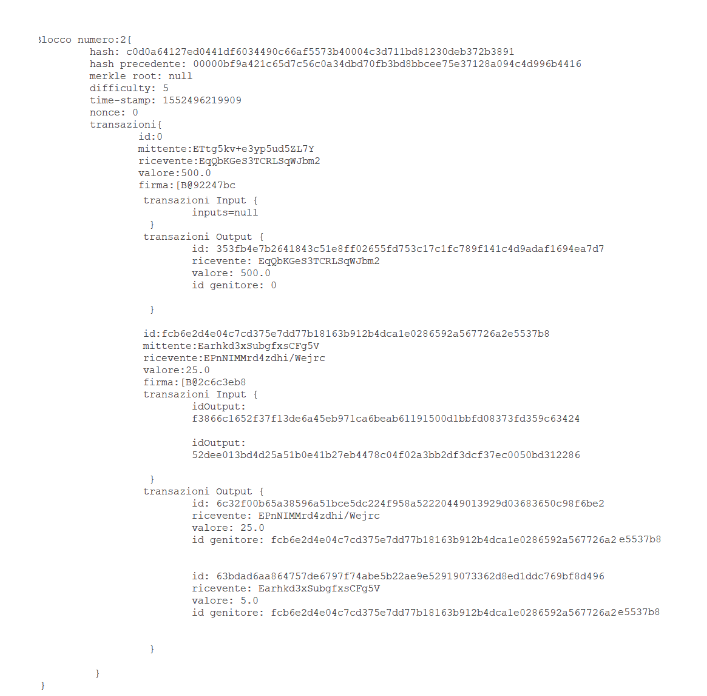 Blocco numero:2{
hash: c0d0a64127ed0441df6034490c66af5573b40004c3d711bd81230deb372b3891
hash precedente: 00000bf9a421c65d7c56c0a34dbd70fb3bd8bbcee75e37128a094c4d996b4416
merkle root: null
difficulty: 5
time-stamp: 1552496219909
nonce: 0
transazioni{
id:0
mittente:ETtg5kv+e3yp5ud5ZL7Y
ricevente:EqQbKGeS3TCRLSqWJbm2
valore:500.0
firma:[B@92247bc
transazioni Input {
inputs=null
}
transazioni Output {
id: 353fb4e7b2641843c51e8ff02655fd753c17c1fc789f141c4d9adaf1694ea7d7
ricevente: EqQbKGeS3TCRLSqWJbm2
valore: 500.0
id genitore: 0
}
id:fcb6e2d4e04c7cd375e7dd77b18163b912b4dca1e0286592a567726a2e5537b8
mittente:Earhkd3xSubgfxsCFg5V
ricevente:EPnNIMMrd4zdhi/Wejrc
valore:25.0
firma:[B@2c6c3eb8
transazioni Input {
idOutput:
f3866c1652f37f13de6a45eb971ca6beab61191500d1bbfd08373fd359c63424
idOutput:
52dee013bd4d25a51b0e41b27eb4478c04f02a3bb2df3dcf37ec0050bd312286
}
transazioni Output {
id: 6c32f00b65a38596a51bce5dc224f958a52220449013929d03683650c98f6be2
ricevente: EPnNIMMrd4zdhi/Wejrc
valore: 25.0
id genitore: fcb6e2d4e04c7cd375e7dd77b18163b912b4dca1e0286592a567726a2e5537b8
id: 63bdad6aa864757de6797f74abe5b22ae9e52919073362d8ed1ddc769bf8d496
ricevente: Earhkd3xSubgfxsCFg5V
valore: 5.0
id genitore: fcb6e2d4e04c7cd375e7dd77b18163b912b4dca1e0286592a567726a2e5537b8
}
}
}